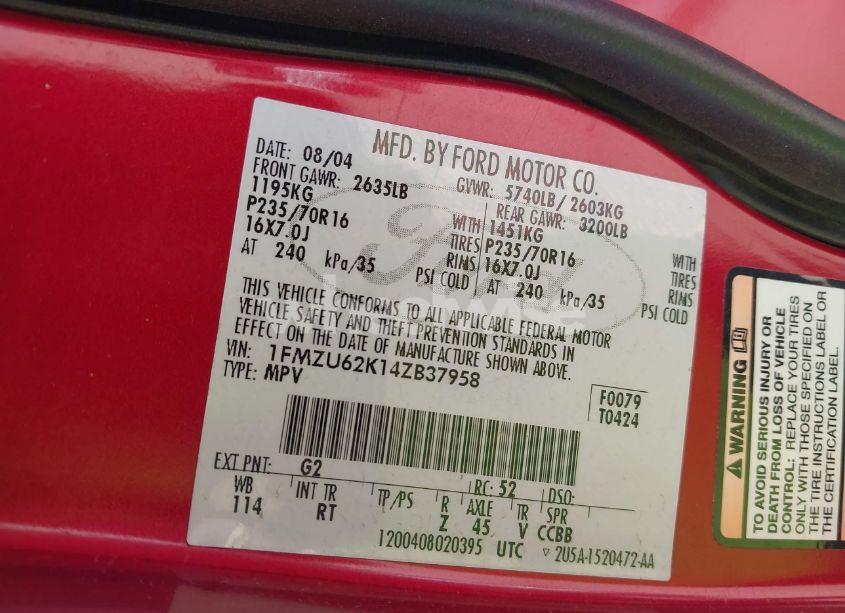 MFD. BY FORD MOTOR CO.
DATE: 08/04 GVWR: 5740LB/ 2603KG
FRONT GAWR: 2635LB REAR GAWR: 3200LB
1195KG WITH 1451KG WITH
P235/70R16 TIRES P235/70R16 TIRES
16X7.0J RIMS 16X7.0J RIMS
AT 240 kPa/35 PSI COLD AT 240 kPa/35 PSI COLD
THIS VEHICLE CONFORMS TO ALL APPLICABLE FEDERAL MOTOR
VEHICLE SAFETY AND THEFT PREVENTION STANDARDS IN
EFFECT ON THE DATE OF MANUFACTURE SHOWN ABOVE.
VIN: 1FMZU62K14ZB37958
TYPE: MPV
F0079
T0424
EXT PNT: G2 RC: 52 DSO:
WB INT TR TP/PS R AXLE TR SPR
114 RT Z 45 V CCBB
1200408020395 UTC 2U5A-1520472-AA
Ford
WARNING
TO AVOID SERIOUS INJURY OR
DEATH FROM LOSS OF VEHICLE
CONTROL: REPLACE YOUR TIRES
ONLY WITH THOSE SPECIFIED ON
THE TIRE INSTRUCTIONS LABEL OR
THE CERTIFICATION LABEL.